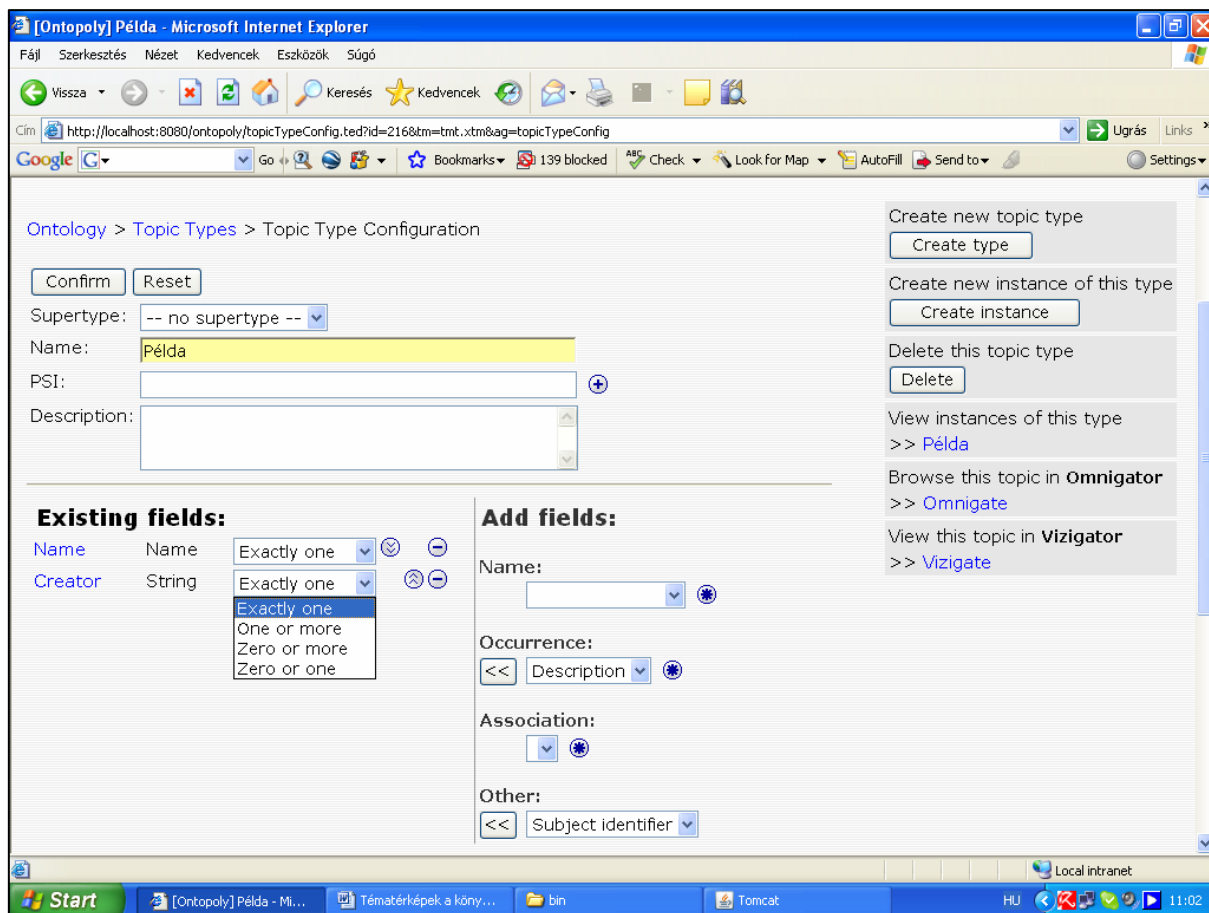 [Ontopoly] Példa - Microsoft Internet Explorer
Fájl Szerkesztés Nézet Kedvencek Eszközök Súgó
Vissza Keresés Kedvencek
Cím http://localhost:8080/ontopoly/topicTypeConfig.ted?id=216&tm=tmt.xtm&ag=topicTypeConfig Ugrás Links »
Google G Go Bookmarks 139 blocked ABC Check Look for Map AutoFill Send to Settings
Ontology > Topic Types > Topic Type Configuration
Confirm Reset
Supertype: -- no supertype --
Name: Példa
PSI:
Description:
Existing fields:
Name Name Exactly one
Creator String Exactly one
Exactly one
One or more
Zero or more
Zero or one
Add fields:
Name:
Occurrence:
<< Description
Association:
Other:
<< Subject identifier
Create new topic type
Create type
Create new instance of this type
Create instance
Delete this topic type
Delete
View instances of this type
>> Példa
Browse this topic in Omnigator
>> Omnigate
View this topic in Vizigator
>> Vizigate
Local intranet
Start [Ontopoly] Példa - Mi... Tématérképek a köny... bin Tomcat HU 11:02